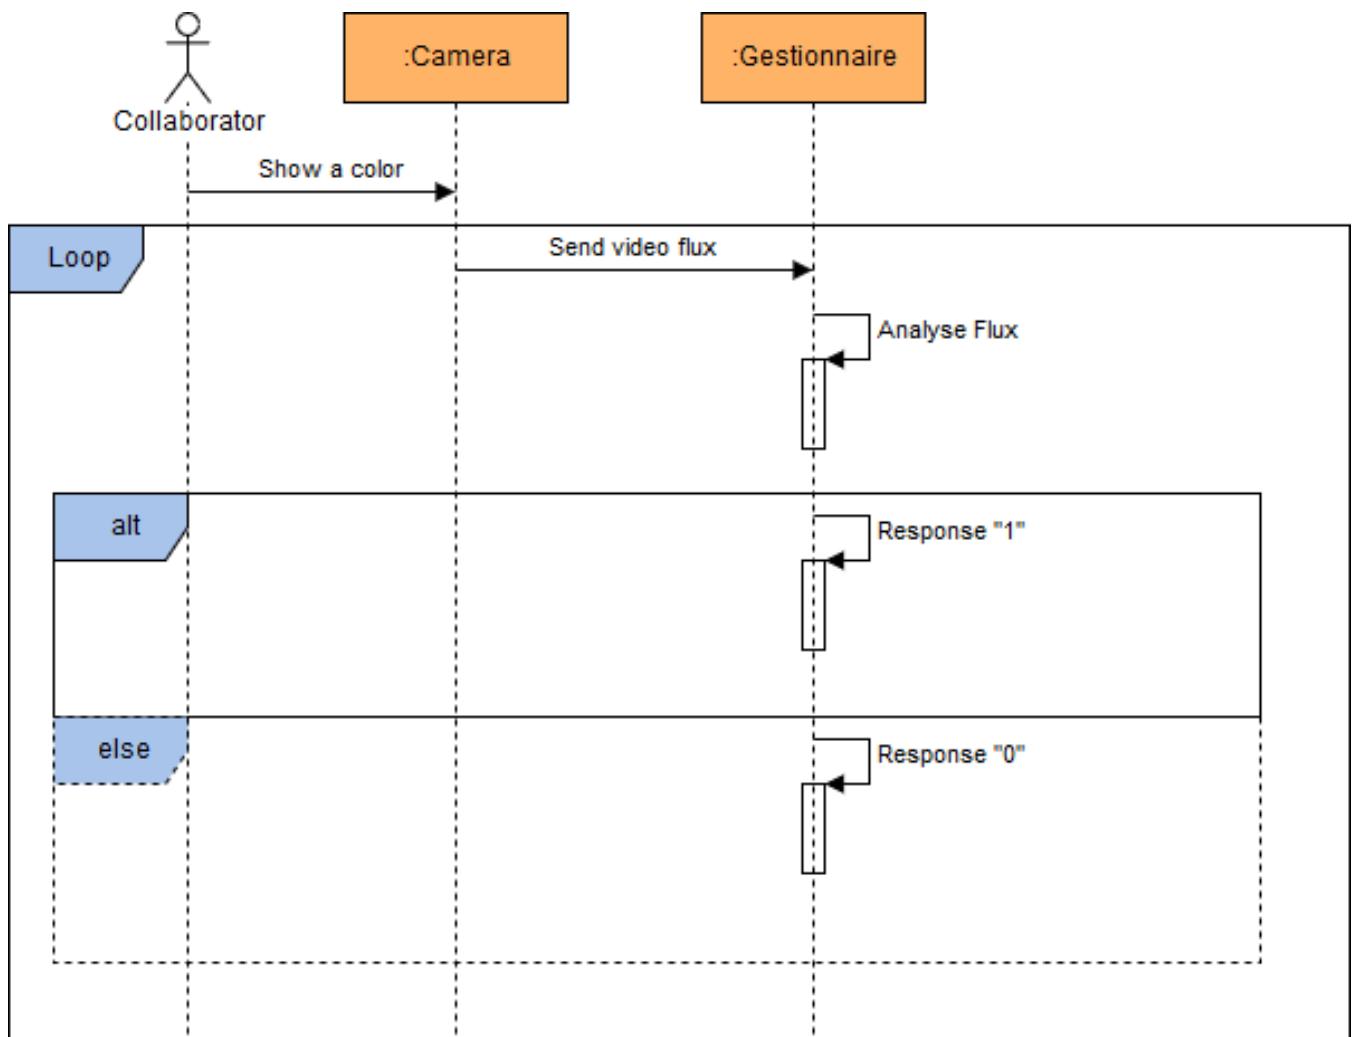 :Camera
:Gestionnaire
Collaborator
Show a color
Loop
Send video flux
Analyse Flux
alt
Response "1"
else
Response "0"